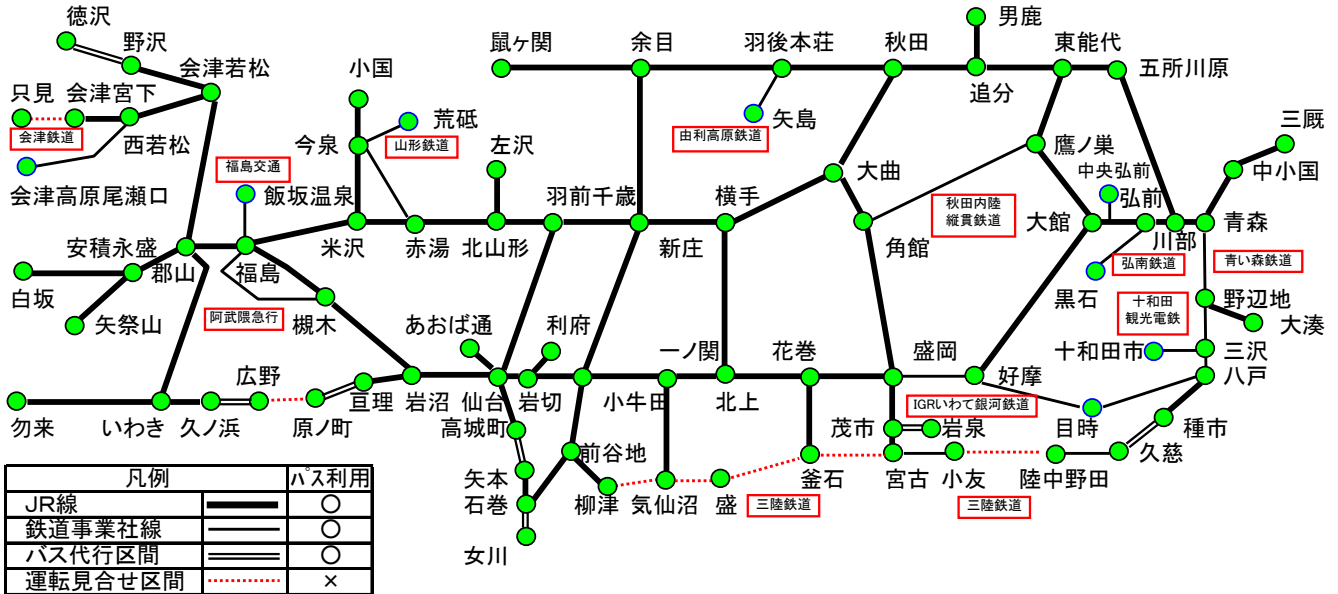 徳沢
野沢
会津若松
只見
会津宮下
会津鉄道
西若松
会津高原尾瀬口
小国
荒砥
今泉
山形鉄道
福島交通
飯坂温泉
左沢
米沢
赤湯
北山形
羽前千歳
鼠ヶ関
余目
羽後本荘
秋田
男鹿
追分
東能代
五所川原
矢島
由利高原鉄道
鷹ノ巣
三厩
中小国
中央弘前
弘前
大曲
横手
新庄
角館
秋田内陸
縦貫鉄道
大館
川部
青森
弘南鉄道
黒石
青い森鉄道
安積永盛
郡山
福島
白坂
矢祭山
阿武隈急行
槻木
十和田
観光電鉄
野辺地
大湊
十和田市
三沢
八戸
あおば通
利府
一ノ関
花巻
盛岡
好摩
勿来
いわき
久ノ浜
広野
原ノ町
亘理
岩沼
仙台
岩切
小牛田
北上
IGRいわて銀河鉄道
目時
種市
久慈
高城町
前谷地
茂市
岩泉
矢本
石巻
柳津
気仙沼
盛
釜石
宮古
小友
陸中野田
三陸鉄道
三陸鉄道
女川
凡例
パス利用
JR線
○
鉄道事業社線
○
バス代行区間
○
運転見合せ区間
×